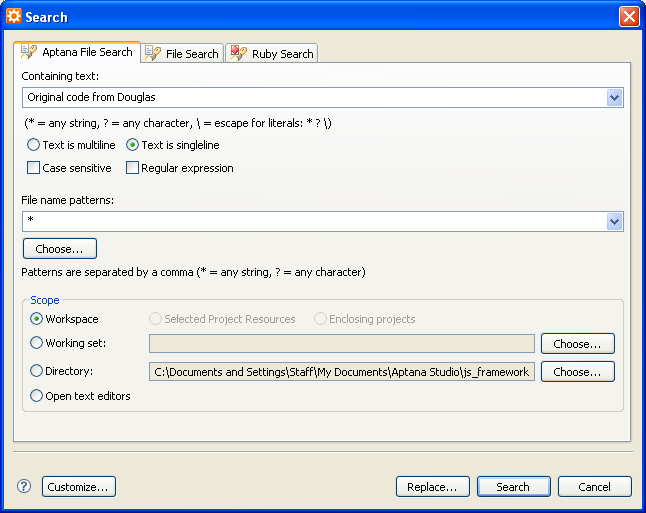 Search
Aptana File Search File Search Ruby Search
Containing text:
Original code from Douglas
(* = any string, ? = any character, \ = escape for literals: * ? \)
Text is multiline Text is singleline
Case sensitive Regular expression
File name patterns:
*
Choose...
Patterns are separated by a comma (* = any string, ? = any character)
Scope
Workspace Selected Project Resources Enclosing projects
Working set: Choose...
Directory: C:\Documents and Settings\Staff\My Documents\Aptana Studio\js_framework Choose...
Open text editors
? Customize... Replace... Search Cancel